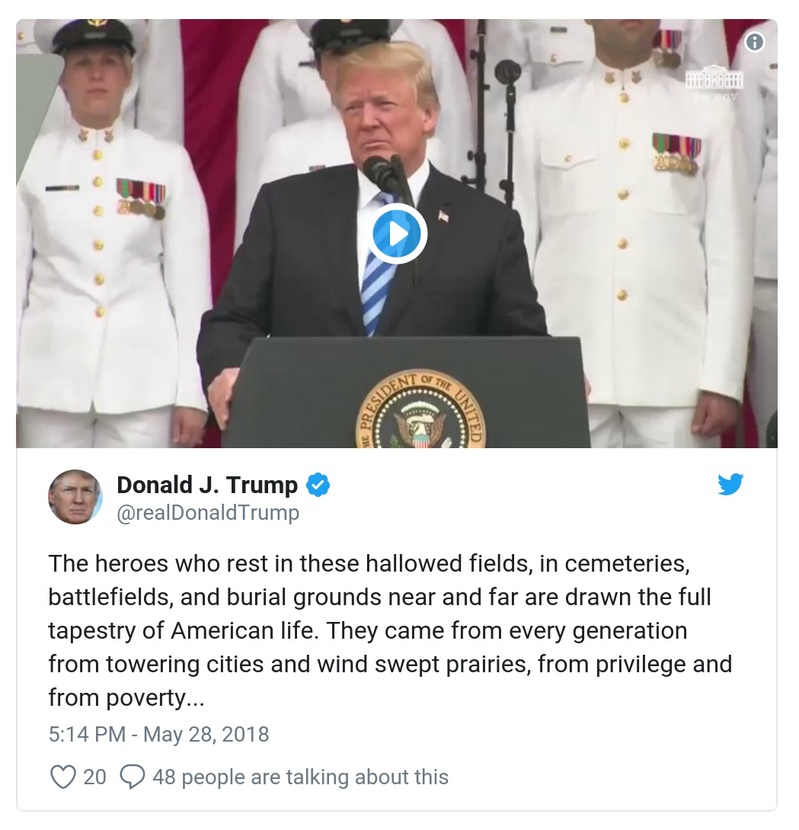 PRESIDENT OF THE UNITED
Donald J. Trump
@realDonaldTrump
The heroes who rest in these hallowed fields, in cemeteries,
battlefields, and burial grounds near and far are drawn the full
tapestry of American life. They came from every generation
from towering cities and wind swept prairies, from privilege and
from poverty...
5:14 PM - May 28, 2018
20 48 people are talking about this